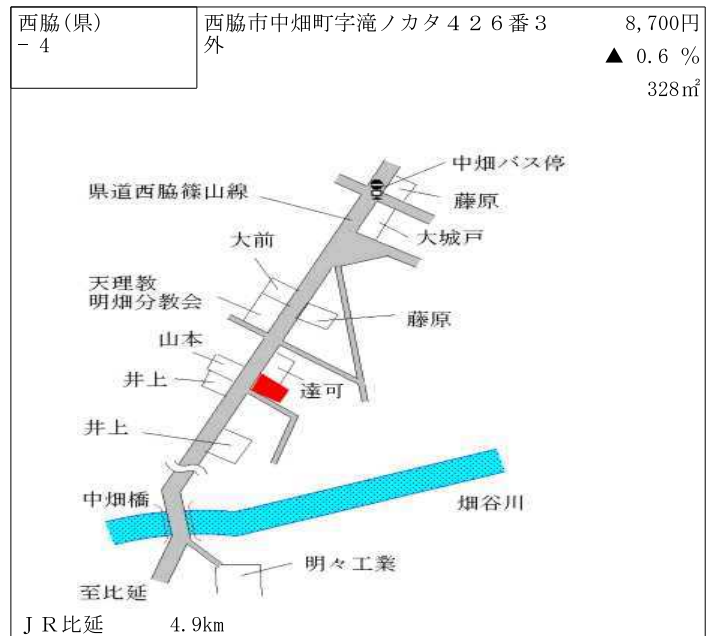 西脇(県)
－ 4
西脇市中畑町字滝ノカタ４２６番３
外
8,700円
▲ 0.6 %
328㎡
中畑バス停
県道西脇篠山線
藤原
大城戸
大前
天理教
明畑分教会
藤原
山本
井上
達可
井上
中畑橋
畑谷川
明々工業
至比延
ＪＲ比延 4.9km